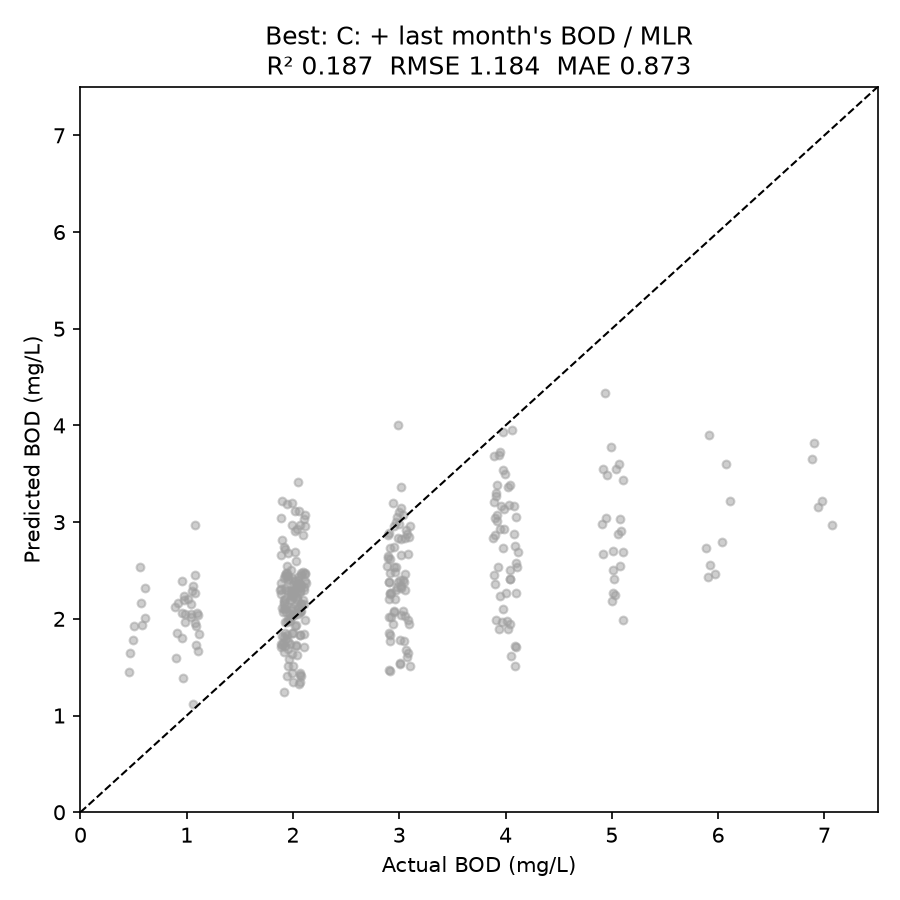 Best: C: + last month's BOD / MLR
R² 0.187  RMSE 1.184  MAE 0.873
7
6
5
4
3
2
1
0
Predicted BOD (mg/L)
0 1 2 3 4 5 6 7
Actual BOD (mg/L)